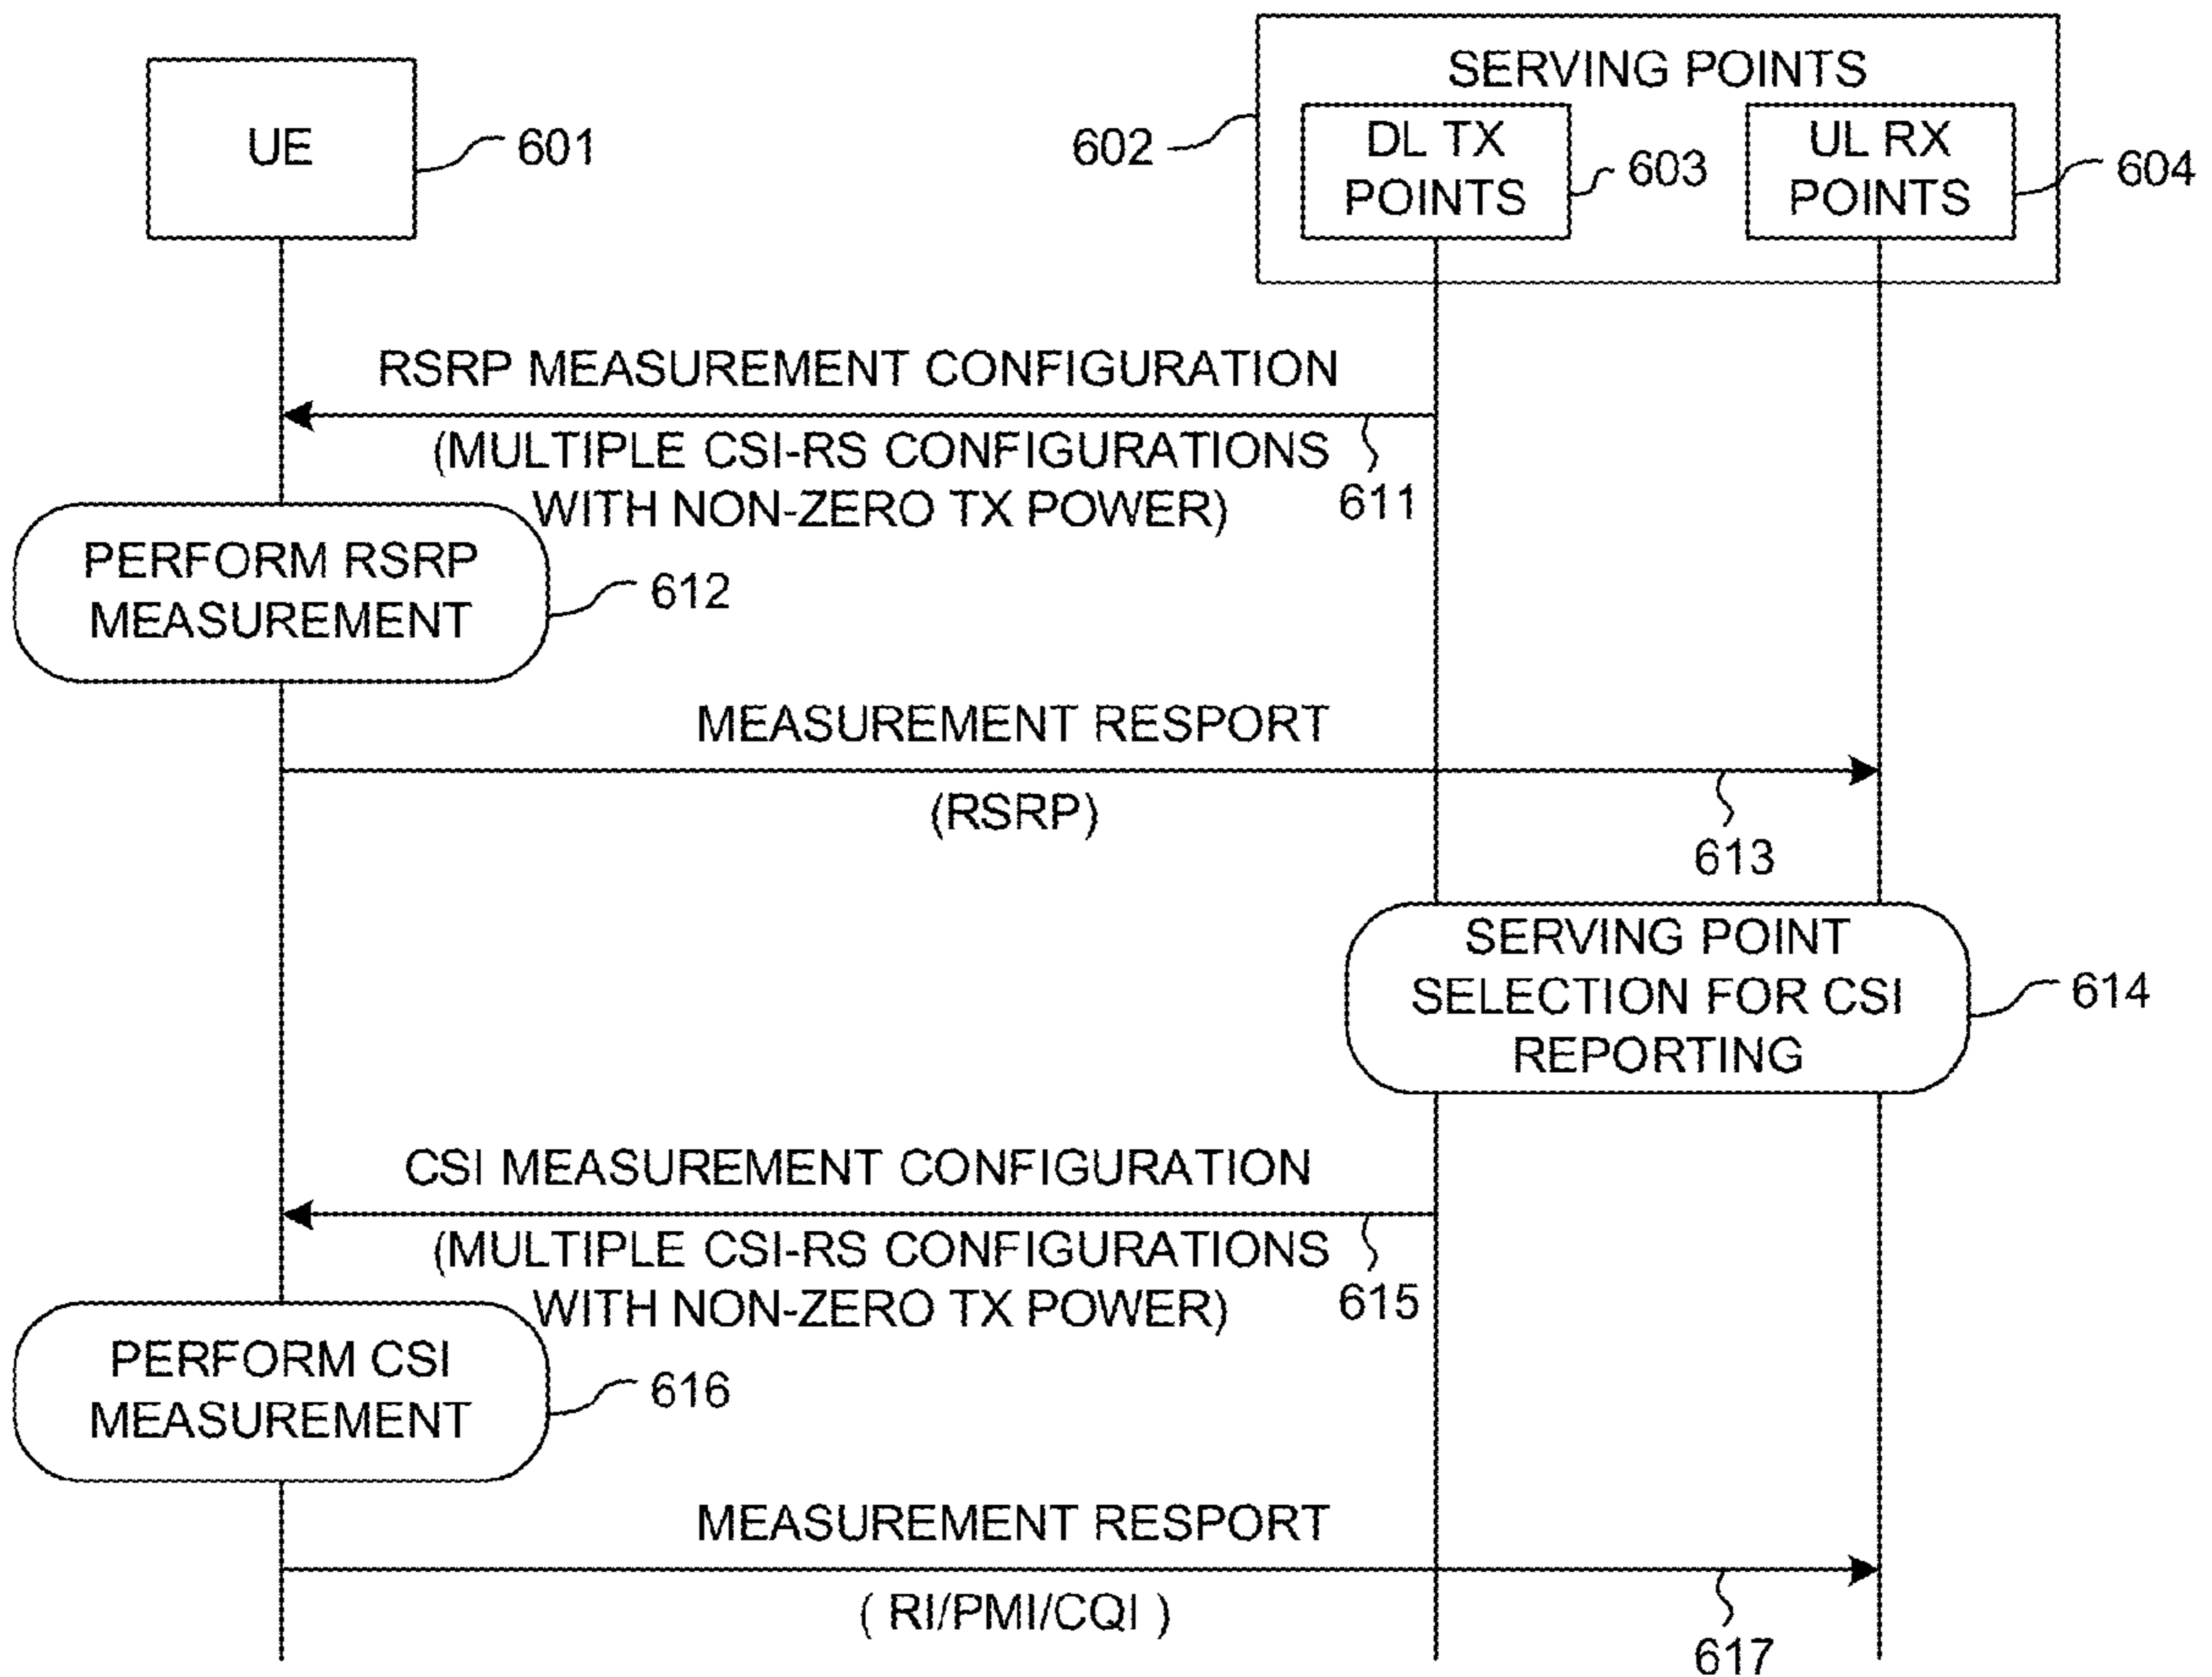 SERVING POINTS
UE
601
602
DL TX
POINTS
603
UL RX
POINTS
604
RSRP MEASUREMENT CONFIGURATION
(MULTIPLE CSI-RS CONFIGURATIONS
WITH NON-ZERO TX POWER)
611
PERFORM RSRP
MEASUREMENT
612
MEASUREMENT RESPORT
(RSRP)
613
SERVING POINT
SELECTION FOR CSI
REPORTING
614
CSI MEASUREMENT CONFIGURATION
(MULTIPLE CSI-RS CONFIGURATIONS
WITH NON-ZERO TX POWER)
615
PERFORM CSI
MEASUREMENT
616
MEASUREMENT RESPORT
( RI/PMI/CQI )
617